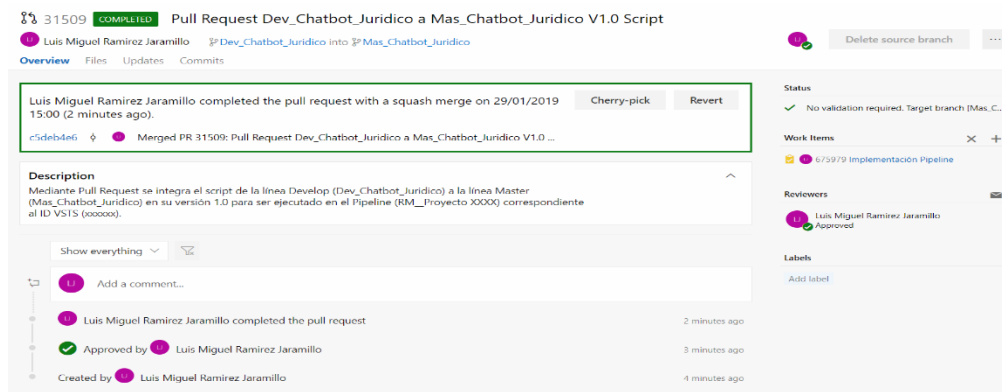 31509 COMPLETED Pull Request Dev_Chatbot_Juridico a Mas_Chatbot_Juridico V1.0 Script
LJ Luis Miguel Ramirez Jaramillo Dev_Chatbot_Juridico into Mas_Chatbot_Juridico
LJ Delete source branch ...
Overview Files Updates Commits
Luis Miguel Ramirez Jaramillo completed the pull request with a squash merge on 29/01/2019
15:00 (2 minutes ago).
Cherry-pick Revert
c5deb4e6 LJ Merged PR 31509: Pull Request Dev_Chatbot_Juridico a Mas_Chatbot_Juridico V1.0 ...
Description
Mediante Pull Request se integra el script de la línea Develop (Dev_Chatbot_Juridico) a la línea Master
(Mas_Chatbot_Juridico) en su versión 1.0 para ser ejecutado en el Pipeline (RM__Proyecto XXXX) correspondiente
al ID VSTS (xxxxxx).
Show everything
LJ Add a comment...
LJ Luis Miguel Ramirez Jaramillo completed the pull request 2 minutes ago
Approved by LJ Luis Miguel Ramirez Jaramillo 3 minutes ago
Created by LJ Luis Miguel Ramirez Jaramillo 4 minutes ago
Status
No validation required. Target branch [Mas_C...
Work Items
LJ 675979 Implementación Pipeline
Reviewers
LJ Luis Miguel Ramirez Jaramillo
Approved
Labels
Add label